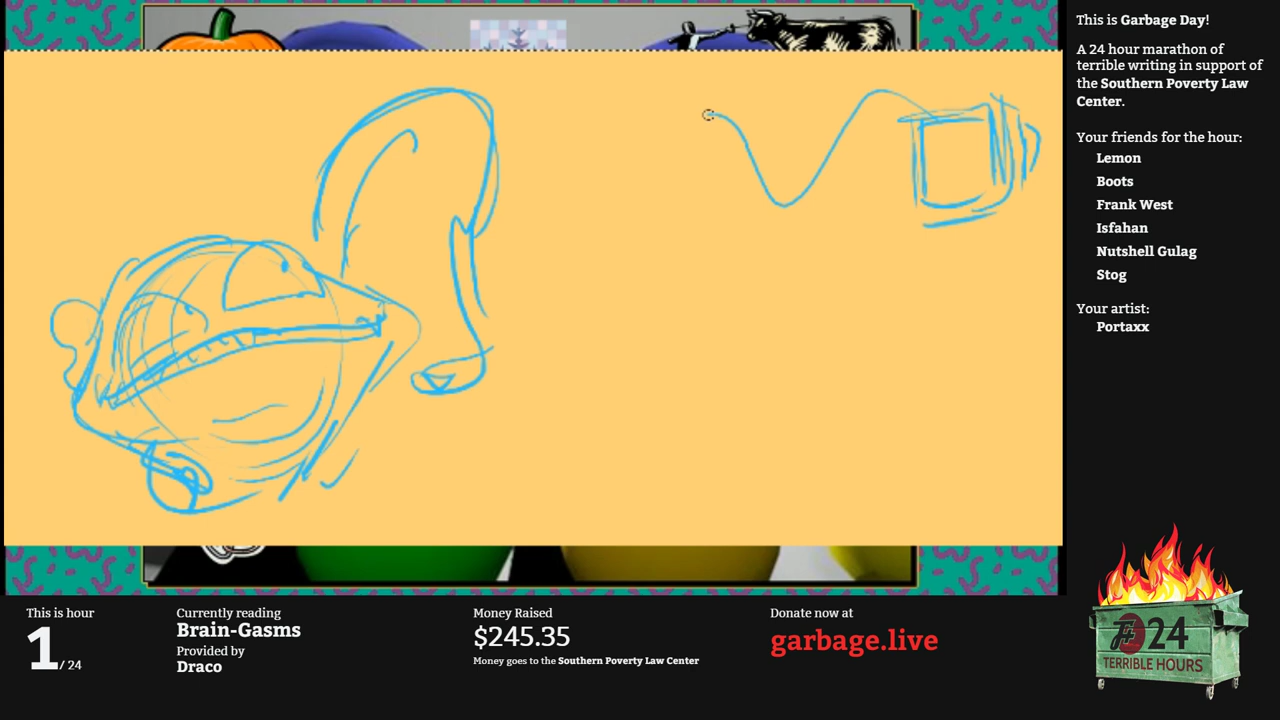 This is Garbage Day!
A 24 hour marathon of
terrible writing in support of
the Southern Poverty Law
Center.
Your friends for the hour:
Lemon
Boots
Frank West
Isfahan
Nutshell Gulag
Stog
Your artist:
Portaxx
24
TERRIBLE HOURS
This is hour
1/ 24
Currently reading
Brain-Gasms
Provided by
Draco
Money Raised
$245.35
Money goes to the Southern Poverty Law Center
Donate now at
garbage.live